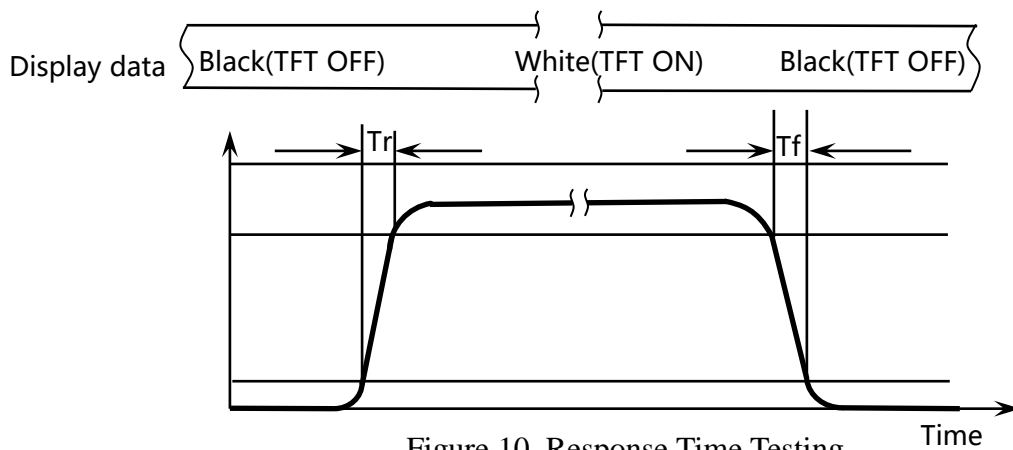 Display data
Black(TFT OFF)
White(TFT ON)
Black(TFT OFF)
Tr
Tf
Time
Figure 10. Response Time Testing